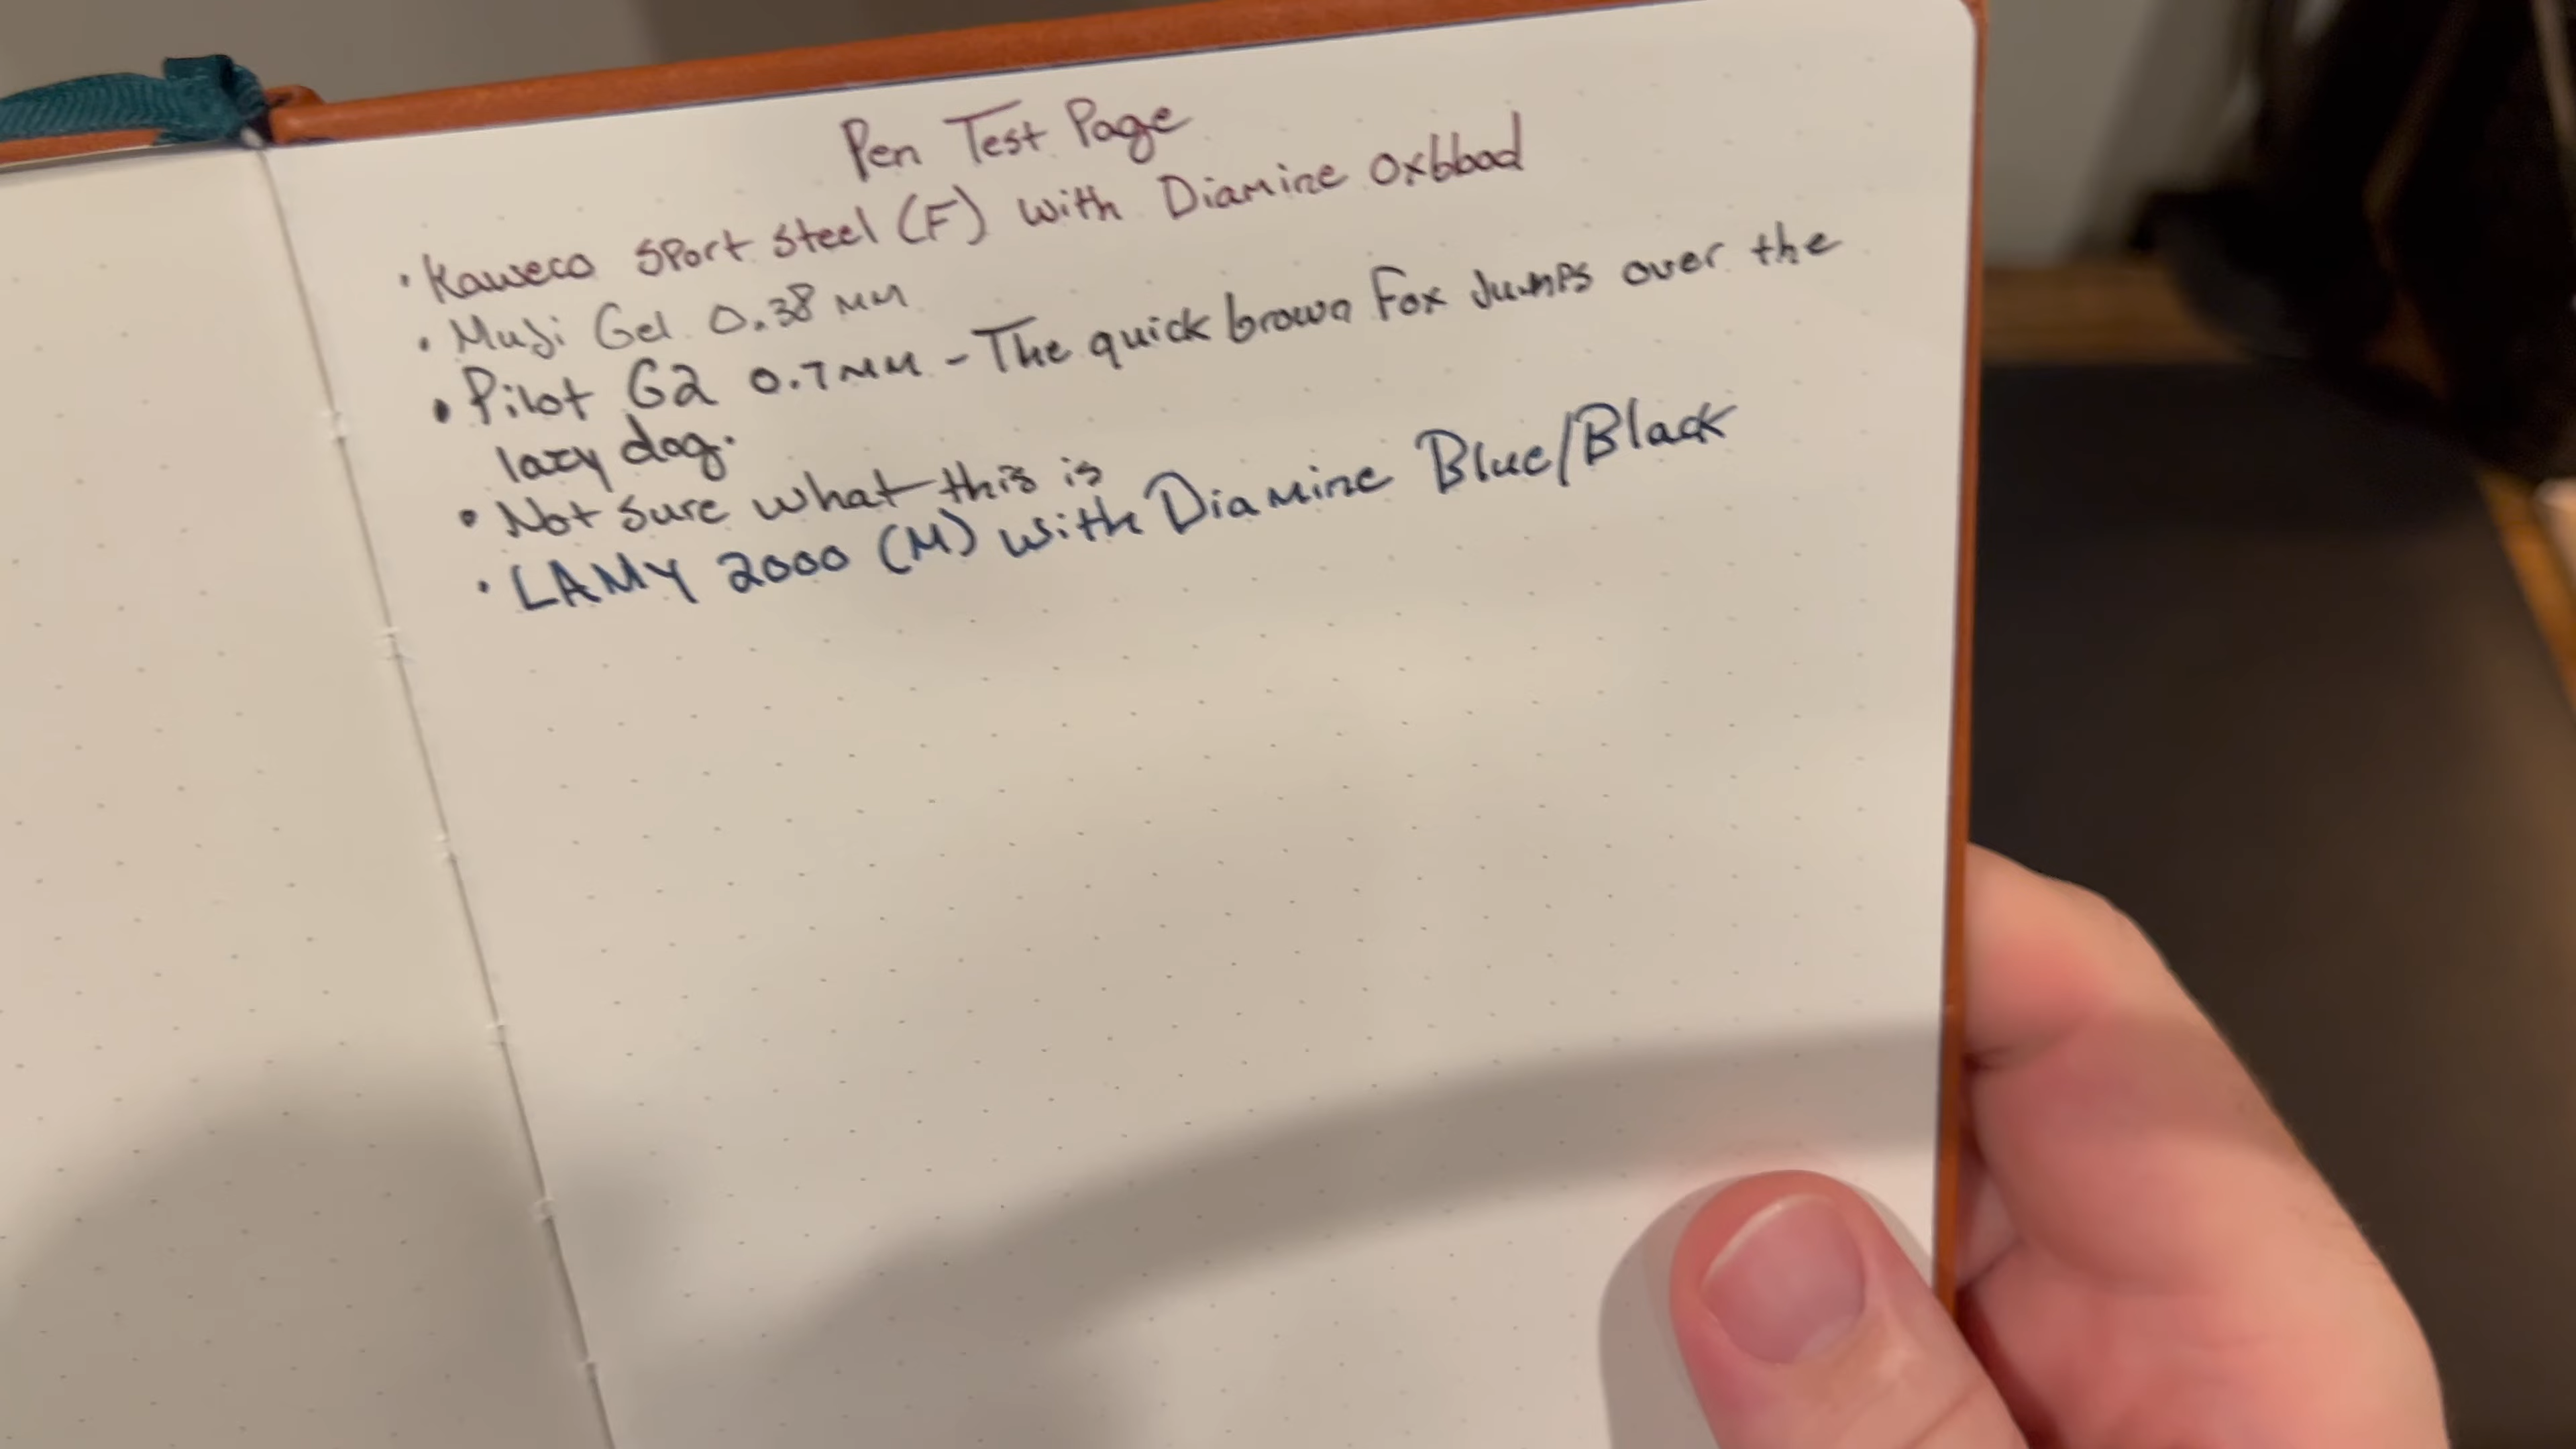 Pen Test Page
• Kaweco Sport Steel (F) with Diamine Oxblood
• Muji Gel 0.38 mm
• Pilot G2 0.7mm - The quick brown Fox Jumps over the
lazy dog.
• Not sure what this is
• LAMY 2000 (M) with Diamine Blue/Black